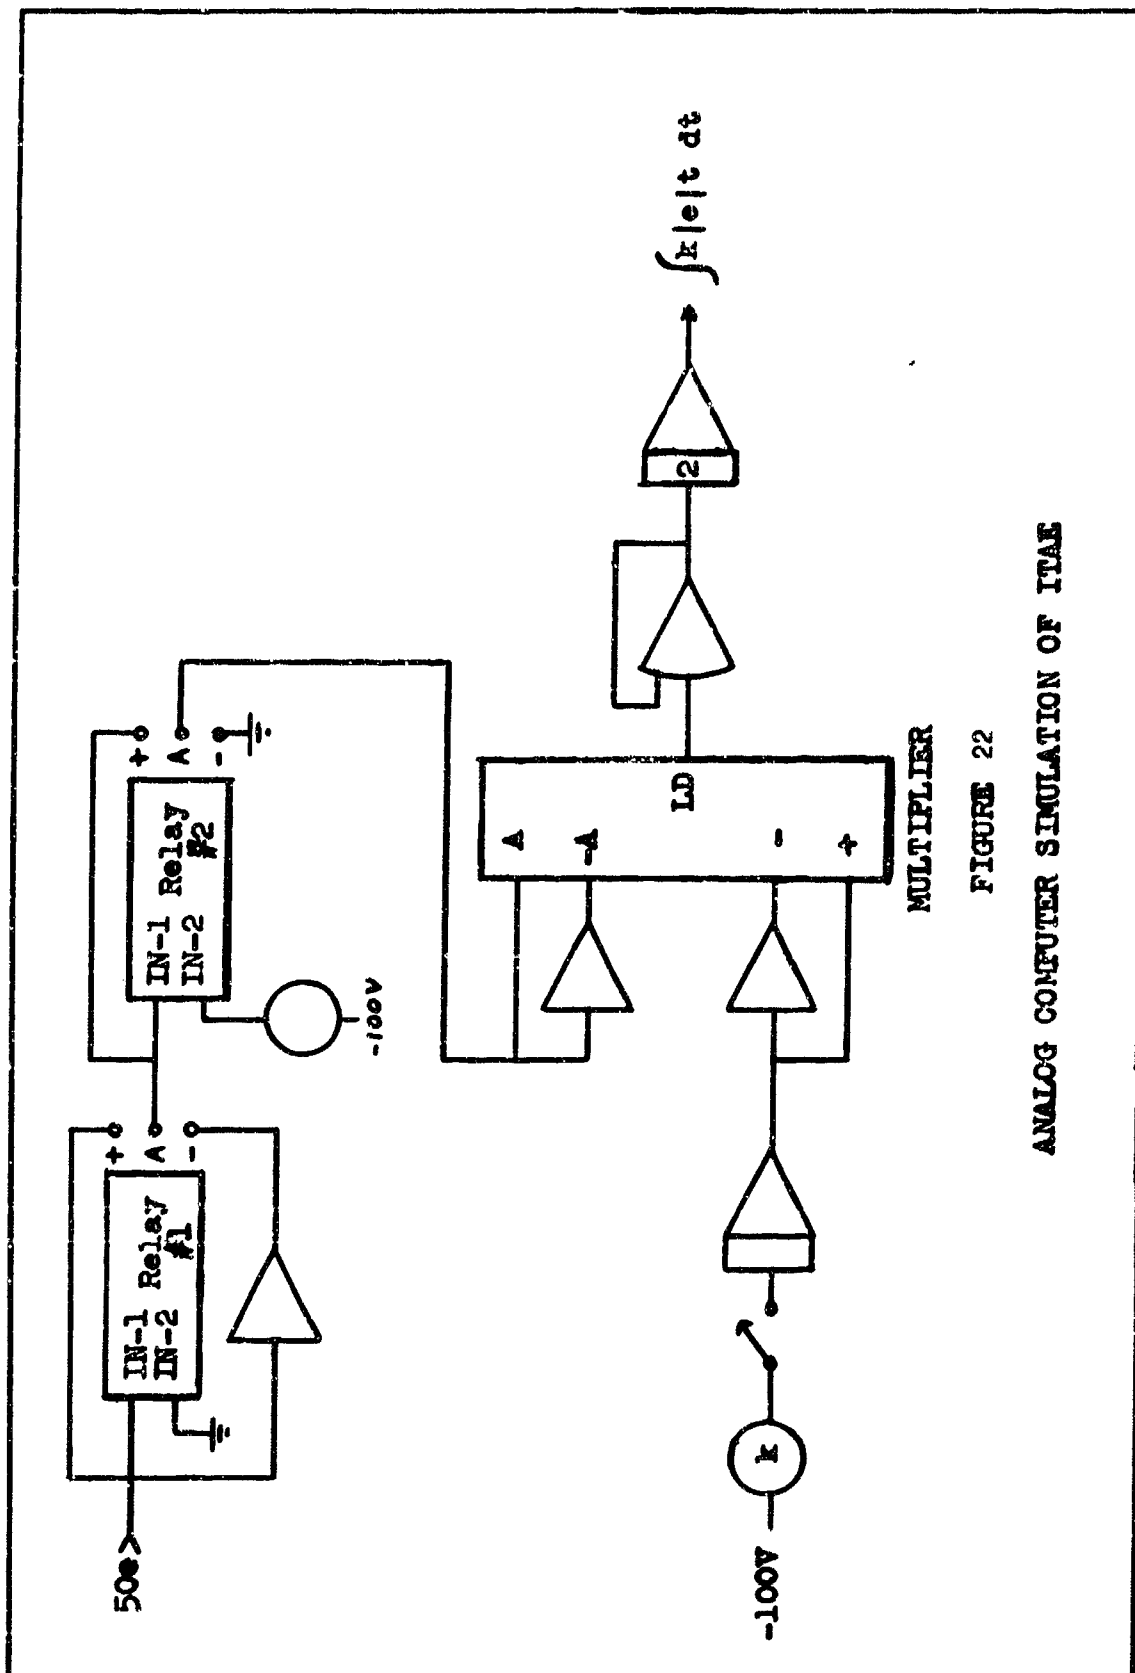 50e>
IN-1 Relay
IN-2 #1
+
A
-
IN-1 Relay
IN-2 #2
+
A
-
-100V
-100V
k
A
-A
-
+
LD
2
∫k|e|t dt
MULTIPLIER
FIGURE 22
ANALOG COMPUTER SIMULATION OF ITAE